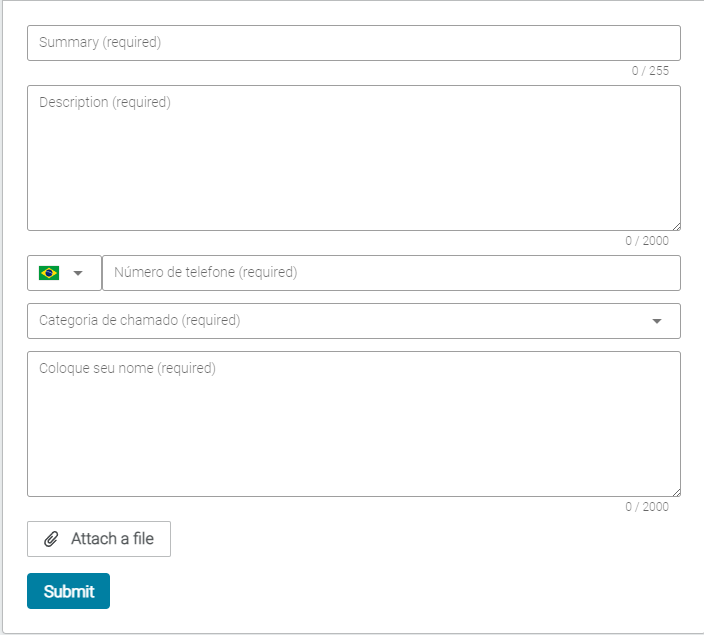 Summary (required)
0 / 255
Description (required)
0 / 2000
Número de telefone (required)
Categoria de chamado (required)
Coloque seu nome (required)
0 / 2000
Attach a file
Submit